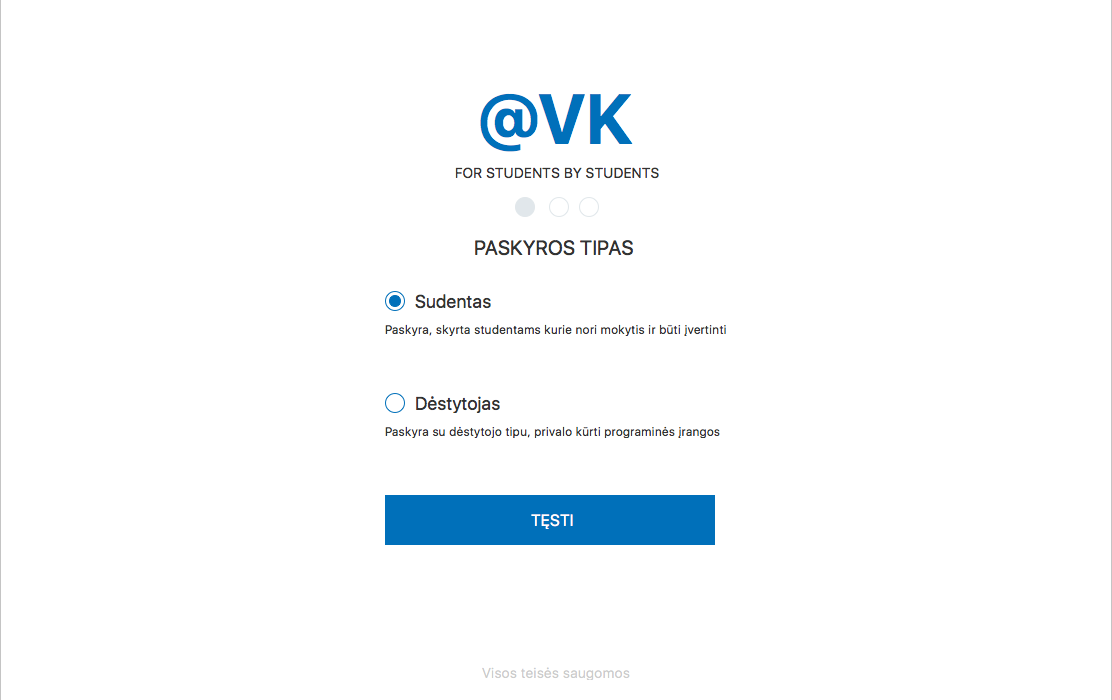 @VK
FOR STUDENTS BY STUDENTS
PASKYROS TIPAS
Sudentas
Paskyra, skyrta studentams kurie nori mokytis ir būti įvertinti
Dėstytojas
Paskyra su dėstytojo tipu, privalo kūrti programinės įrangos
TĘSTI
Visos teisės saugomos